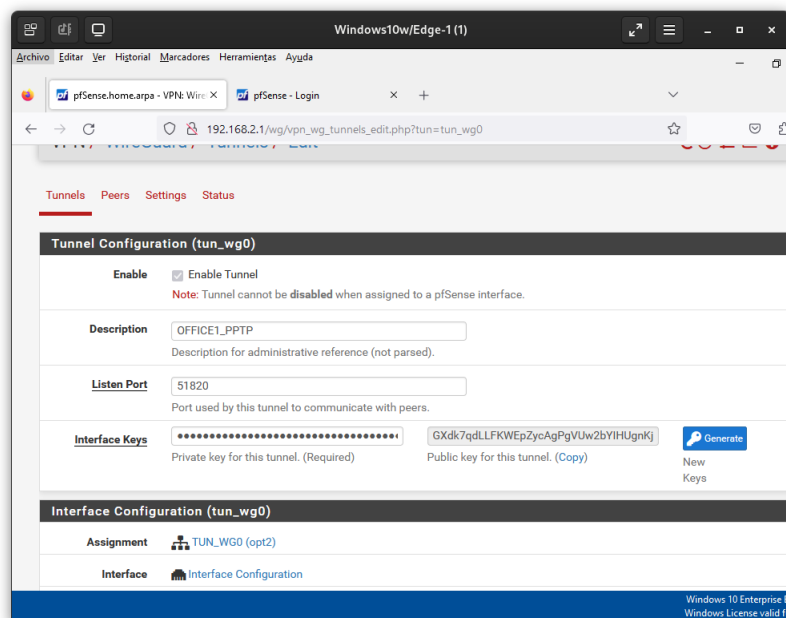 Windows10w/Edge-1 (1)
Archivo Editar Ver Historial Marcadores Herramientas Ayuda
pfSense.home.arpa - VPN: Wire
pfSense - Login
192.168.2.1/wg/vpn_wg_tunnels_edit.php?tun=tun_wg0
VPN / WireGuard / Tunnels / Edit
Tunnels Peers Settings Status
Tunnel Configuration (tun_wg0)
Enable
Enable Tunnel
Note: Tunnel cannot be disabled when assigned to a pfSense interface.
Description
OFFICE1_PPTP
Description for administrative reference (not parsed).
Listen Port
51820
Port used by this tunnel to communicate with peers.
Interface Keys
GXdk7qdLLFKWEpZycAgPgVUw2bYIHUgnKj
Generate
Private key for this tunnel. (Required)
Public key for this tunnel. (Copy)
New
Keys
Interface Configuration (tun_wg0)
Assignment
TUN_WG0 (opt2)
Interface
Interface Configuration
Windows 10 Enterprise
Windows License valid